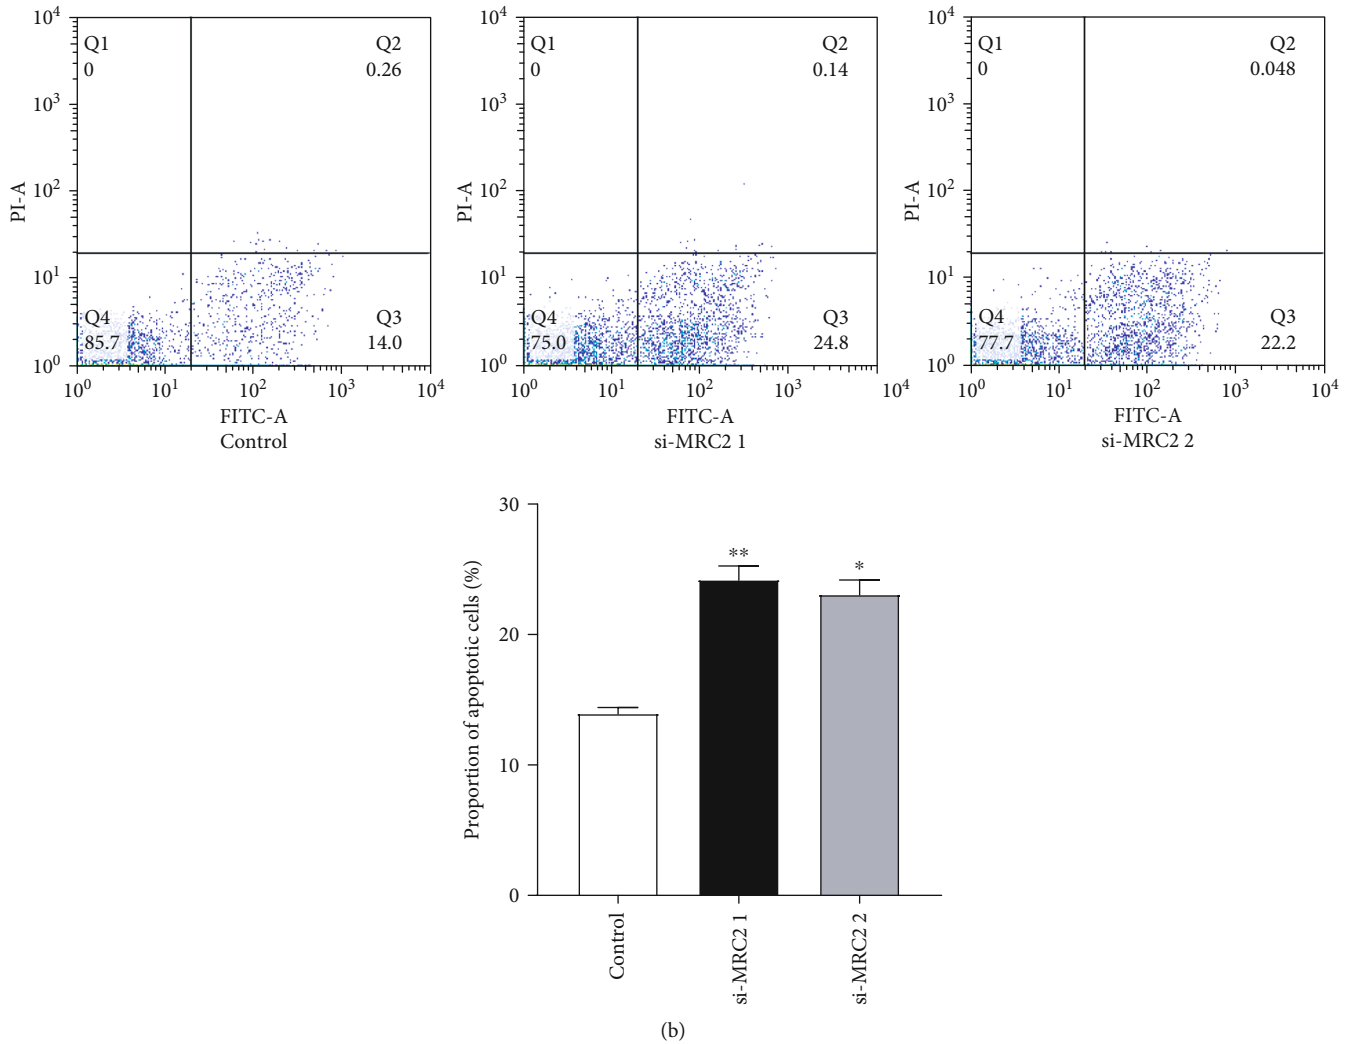 10⁴
10³
10²
10¹
10⁰
PI-A
Q1
0
Q2
0.26
Q4
85.7
Q3
14.0
10⁰ 10¹ 10² 10³ 10⁴
FITC-A
Control
10⁴
10³
10²
10¹
10⁰
PI-A
Q1
0
Q2
0.14
Q4
75.0
Q3
24.8
10⁰ 10¹ 10² 10³ 10⁴
FITC-A
si-MRC2 1
10⁴
10³
10²
10¹
10⁰
PI-A
Q1
0
Q2
0.048
Q4
77.7
Q3
22.2
10⁰ 10¹ 10² 10³ 10⁴
FITC-A
si-MRC2 2
30
20
10
0
Proportion of apoptotic cells (%)
**
*
Control
si-MRC2 1
si-MRC2 2
(b)